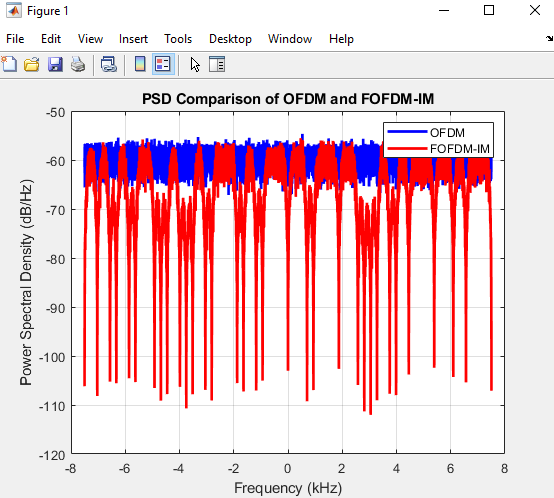 Figure 1
File Edit View Insert Tools Desktop Window Help
PSD Comparison of OFDM and FOFDM-IM
OFDM
FOFDM-IM
Power Spectral Density (dB/Hz)
-50
-60
-70
-80
-90
-100
-110
-120
-8 -6 -4 -2 0 2 4 6 8
Frequency (kHz)